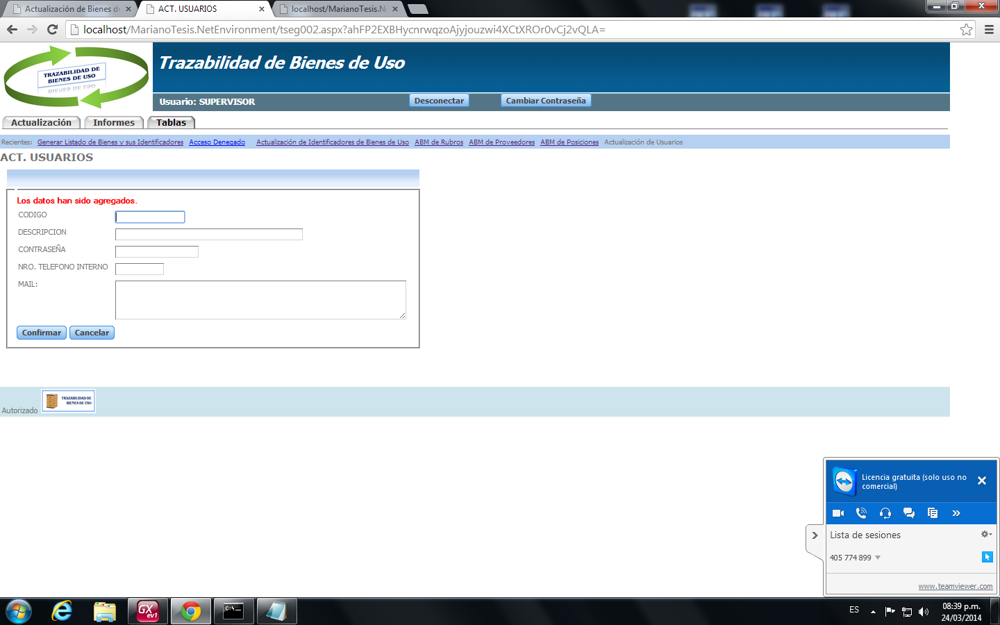 Actualización de Bienes de
ACT. USUARIOS
localhost/MarianoTesis.N
localhost/MarianoTesis.NetEnvironment/tseg002.aspx?ahFP2EXBHycnrwqzoAjyjouzwi4XCtXROr0vCj2vQLA=
TRAZABILIDAD DE
BIENES DE USO
Trazabilidad de Bienes de Uso
Usuario: SUPERVISOR
Desconectar
Cambiar Contraseña
Actualización
Informes
Tablas
Recientes: Generar Listado de Bienes y sus Identificadores Acceso Denegado Actualización de Identificadores de Bienes de Uso ABM de Rubros ABM de Proveedores ABM de Posiciones Actualización de Usuarios
ACT. USUARIOS
Los datos han sido agregados.
CODIGO
DESCRIPCION
CONTRASEÑA
NRO. TELEFONO INTERNO
MAIL:
Confirmar
Cancelar
Autorizado
TRAZABILIDAD DE
BIENES DE USO
Licencia gratuita (solo uso no
comercial)
Lista de sesiones
405 774 899
www.teamviewer.com
GX
ev1
C:\_
ES
08:39 p.m.
24/03/2014